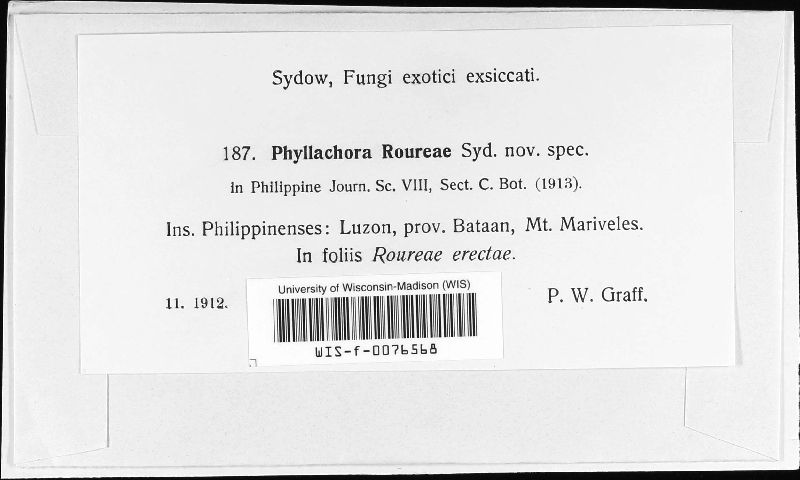 Sydow, Fungi exotici exsiccati.
187. Phyllachora Roureae Syd. nov. spec.
in Philippine Journ. Sc. VIII, Sect. C. Bot. (1913).
Ins. Philippinenses: Luzon, prov. Bataan, Mt. Mariveles.
In foliis Roureae erectae.
11. 1912.
P. W. Graff.
University of Wisconsin-Madison (WIS)
WIS-f-0076568